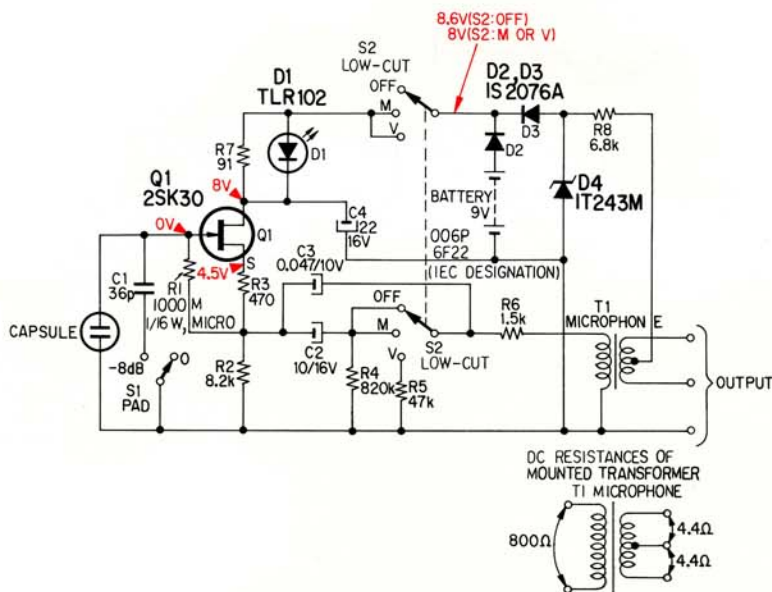 8.6V(S2:OFF)
8V(S2:M OR V)
S2
LOW-CUT
OFF
M
V
D1
TLR102
D1
D2,D3
IS2076A
D2
D3
R8
6.8k
D4
IT243M
BATTERY
9V
006P
6F22
(IEC DESIGNATION)
R7
91
8V
Q1
2SK30
0V
Q1
4.5V
S
C4
22
16V
C1
36p
R1
1000M
1/16W, MICRO
R3
470
C3
0.047/10V
CAPSULE
-8dB
0
S1
PAD
R2
8.2k
C2
10/16V
OFF
M
V
S2
LOW-CUT
R4
820k
R5
47k
R6
1.5k
T1
MICROPHONE
OUTPUT
DC RESISTANCES OF
MOUNTED TRANSFORMER
T1 MICROPHONE
800Ω
4.4Ω
4.4Ω